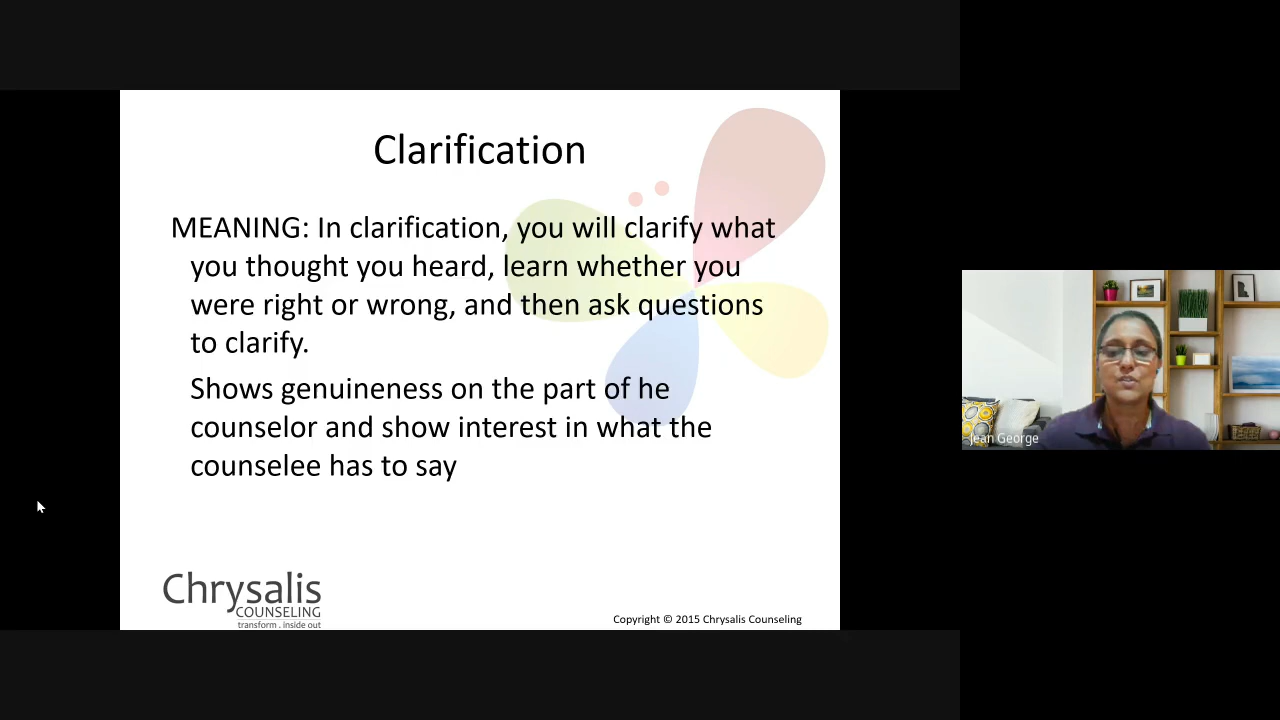 Clarification
MEANING: In clarification, you will clarify what
you thought you heard, learn whether you
were right or wrong, and then ask questions
to clarify.
Shows genuineness on the part of he
counselor and show interest in what the
counselee has to say
Jean George
Chrysalis
COUNSELING
transform . inside out
Copyright © 2015 Chrysalis Counseling